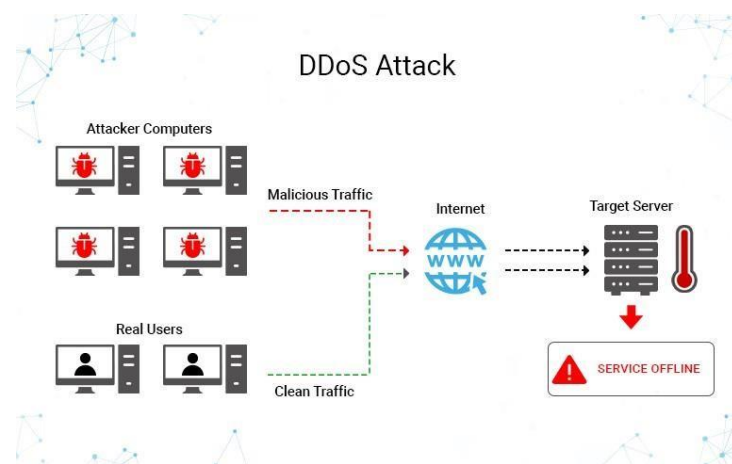 DDoS Attack
Attacker Computers
Malicious Traffic
Internet
Target Server
WWW
Real Users
SERVICE OFFLINE
Clean Traffic